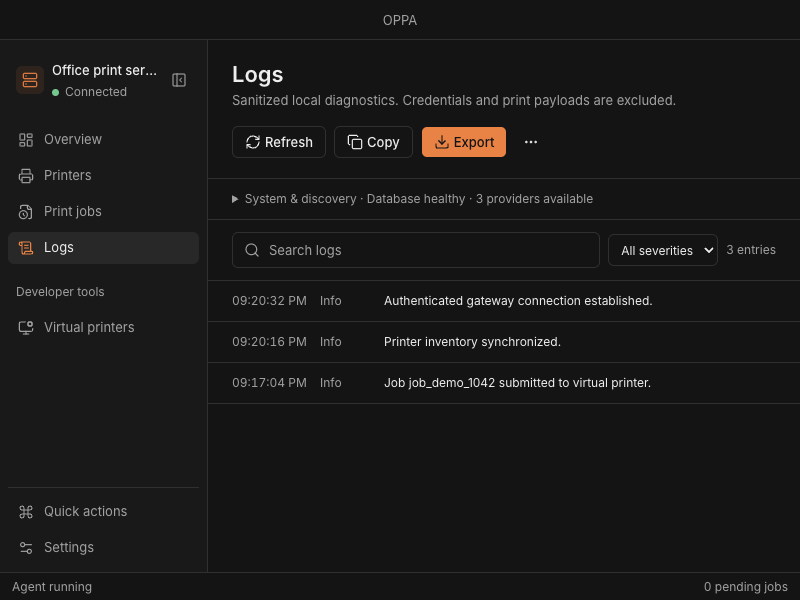 OPPA
Office print ser...
Connected
Overview
Printers
Print jobs
Logs
Developer tools
Virtual printers
Quick actions
Settings
Logs
Sanitized local diagnostics. Credentials and print payloads are excluded.
Refresh
Copy
Export
System & discovery · Database healthy · 3 providers available
Search logs
All severities
3 entries
09:20:32 PM Info Authenticated gateway connection established.
09:20:16 PM Info Printer inventory synchronized.
09:17:04 PM Info Job job_demo_1042 submitted to virtual printer.
Agent running
0 pending jobs